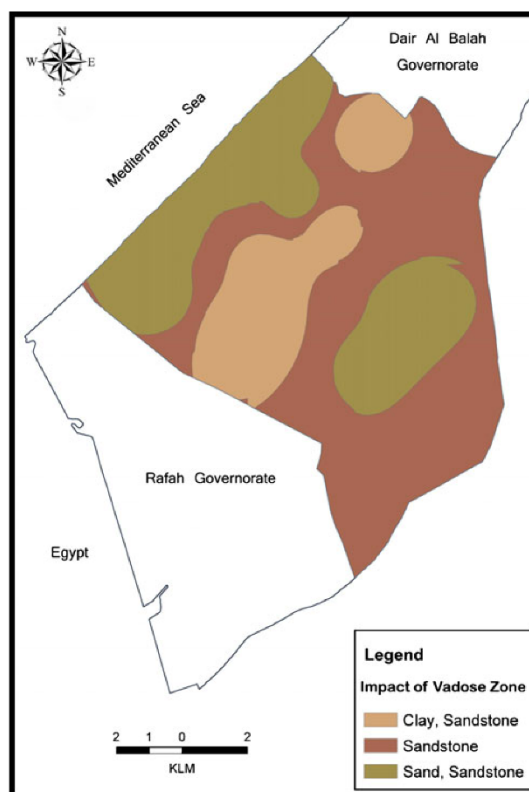 Dair Al Balah
Governorate
N
W E
S
Mediterranean Sea
Rafah Governorate
Egypt
Legend
Impact of Vadose Zone
Clay, Sandstone
Sandstone
Sand, Sandstone
2 1 0 2
KLM